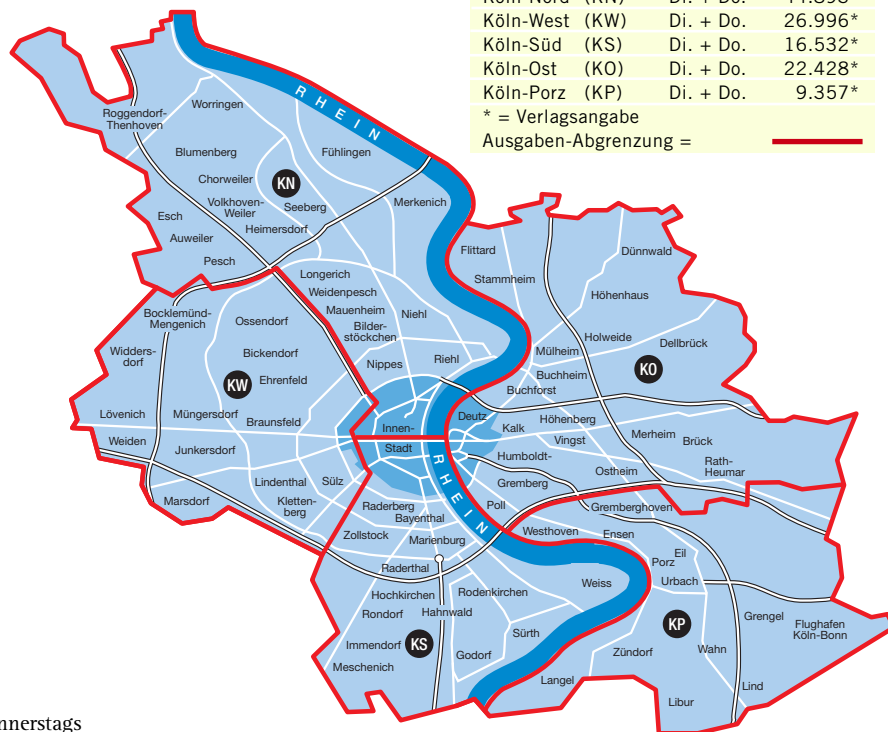 Köln-West (KW) Di. + Do. 26.996*
Köln-Süd (KS) Di. + Do. 16.532*
Köln-Ost (KO) Di. + Do. 22.428*
Köln-Porz (KP) Di. + Do. 9.357*
* = Verlagsangabe
Ausgaben-Abgrenzung =
RHEIN
Roggendorf-
Thenhoven
Worringen
Blumenberg
Fühlingen
Chorweiler
KN
Volkhoven-
Weiler
Seeberg
Merkenich
Esch
Heimersdorf
Auweiler
Pesch
Flittard
Dünnwald
Stammheim
Longerich
Weidenpesch
Höhenhaus
Bocklemünd-
Mengenich
Ossendorf
Mauenheim
Niehl
Bilder-
stöckchen
Holweide
Dellbrück
Widders-
dorf
Bickendorf
Nippes
Riehl
Mülheim
KO
KW
Ehrenfeld
Buchheim
Buchforst
Lövenich
Müngersdorf
Braunsfeld
Innen-
Stadt
Deutz
Kalk
Höhenberg
Vingst
Merheim
Brück
Weiden
Junkersdorf
Humboldt-
Gremberg
Ostheim
Rath-
Heumar
RHEIN
Lindenthal
Sülz
Kletten-
berg
Marsdorf
Raderberg
Bayenthal
Poll
Gremberghoven
Zollstock
Marienburg
Westhoven
Ensen
Raderthal
Eil
Porz
Urbach
Hochkirchen
Rodenkirchen
Weiss
Rondorf
Hahnwald
Grengel
Flughafen
Köln-Bonn
KP
Immendorf
KS
Sürth
Meschenich
Godorf
Zündorf
Wahn
Langel
Lind
Libur
nnerstags